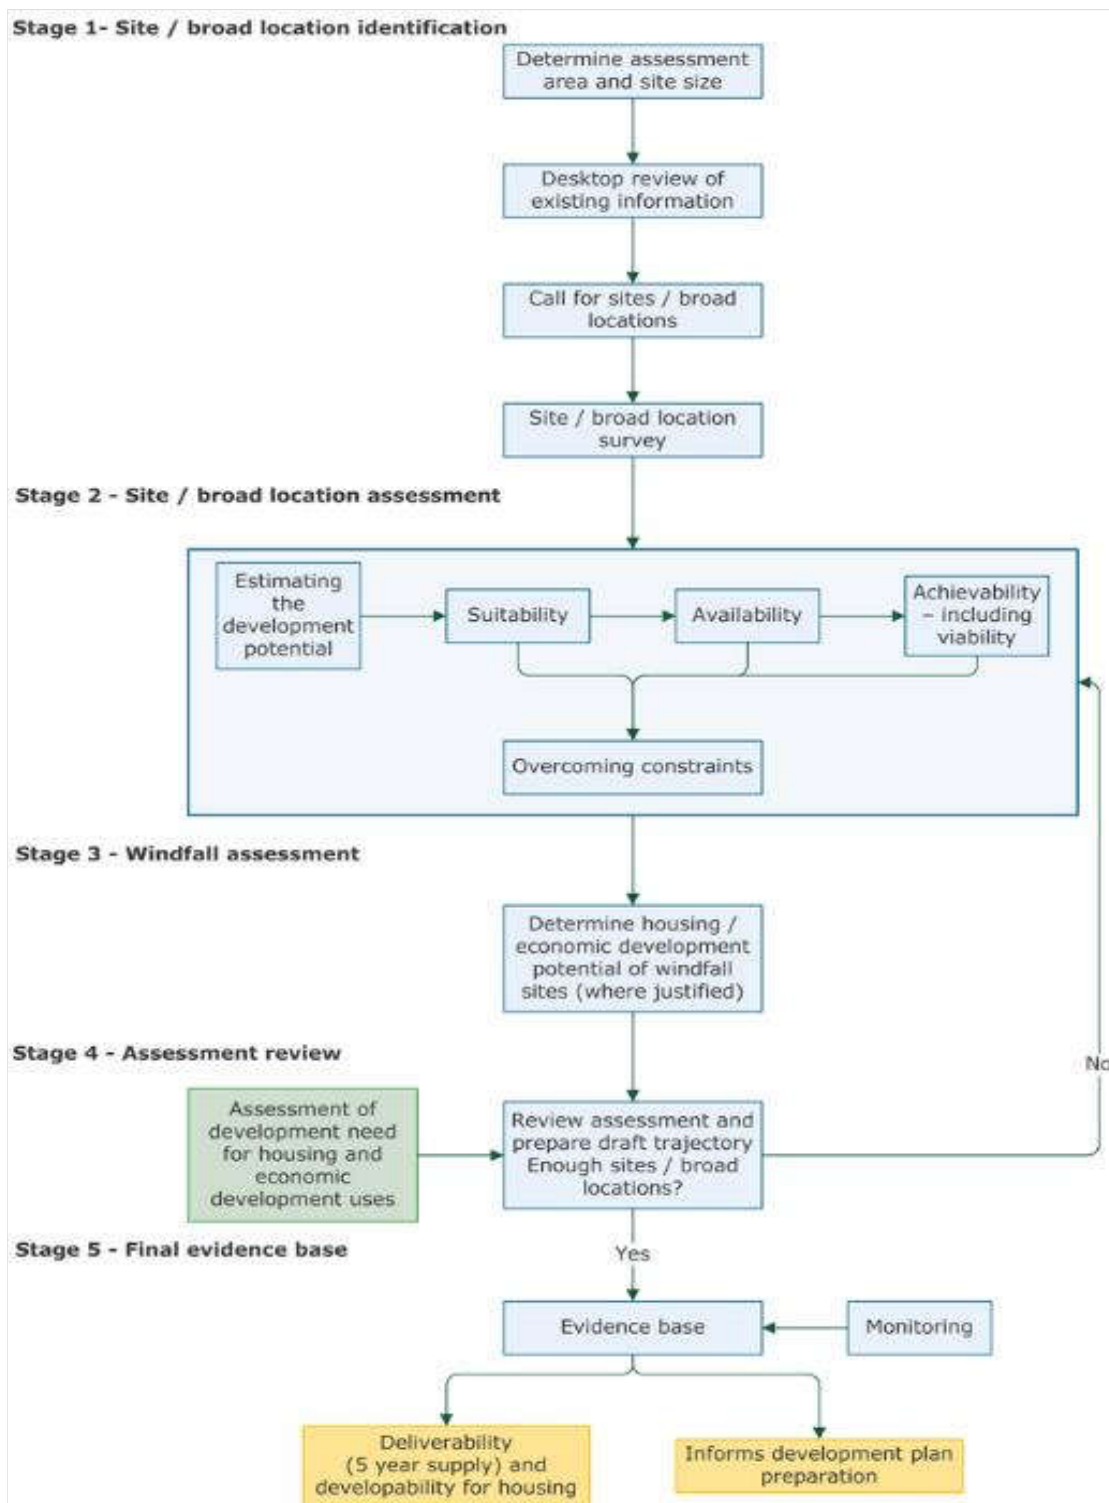 Stage 1- Site / broad location identification
Determine assessment
area and site size
Desktop review of
existing information
Call for sites / broad
locations
Site / broad location
survey
Stage 2 - Site / broad location assessment
Estimating
the
development
potential
Suitability
Availability
Achievability
– including
viability
Overcoming constraints
Stage 3 - Windfall assessment
Determine housing /
economic development
potential of windfall
sites (where justified)
Stage 4 - Assessment review
No
Assessment of
development need
for housing and
economic
development uses
Review assessment and
prepare draft trajectory
Enough sites / broad
locations?
Stage 5 - Final evidence base
Yes
Evidence base
Monitoring
Deliverability
(5 year supply) and
developability for housing
Informs development plan
preparation